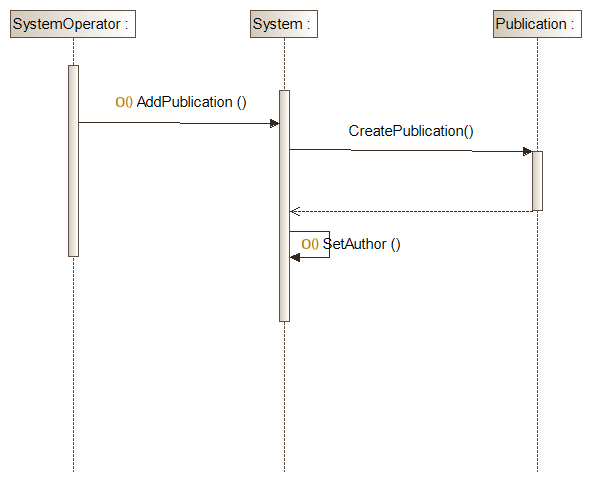 SystemOperator :
System :
Publication :
O() AddPublication ()
CreatePublication()
O() SetAuthor ()